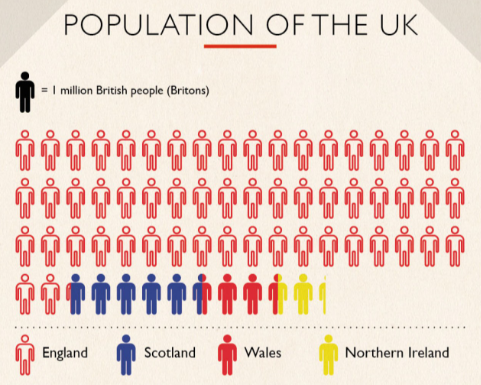 POPULATION OF THE UK
= 1 million British people (Britons)
England
Scotland
Wales
Northern Ireland